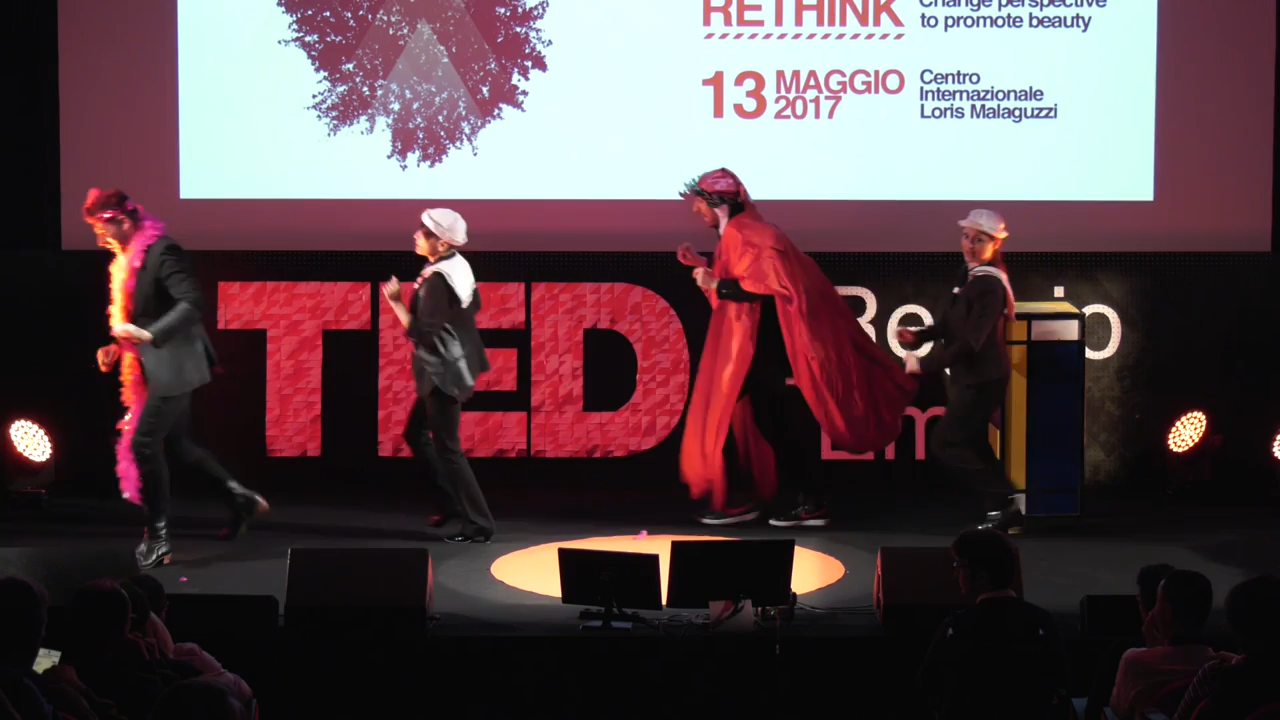 RETHINK
Change perspective
to promote beauty
13 MAGGIO
2017
Centro
Internazionale
Loris Malaguzzi
TED